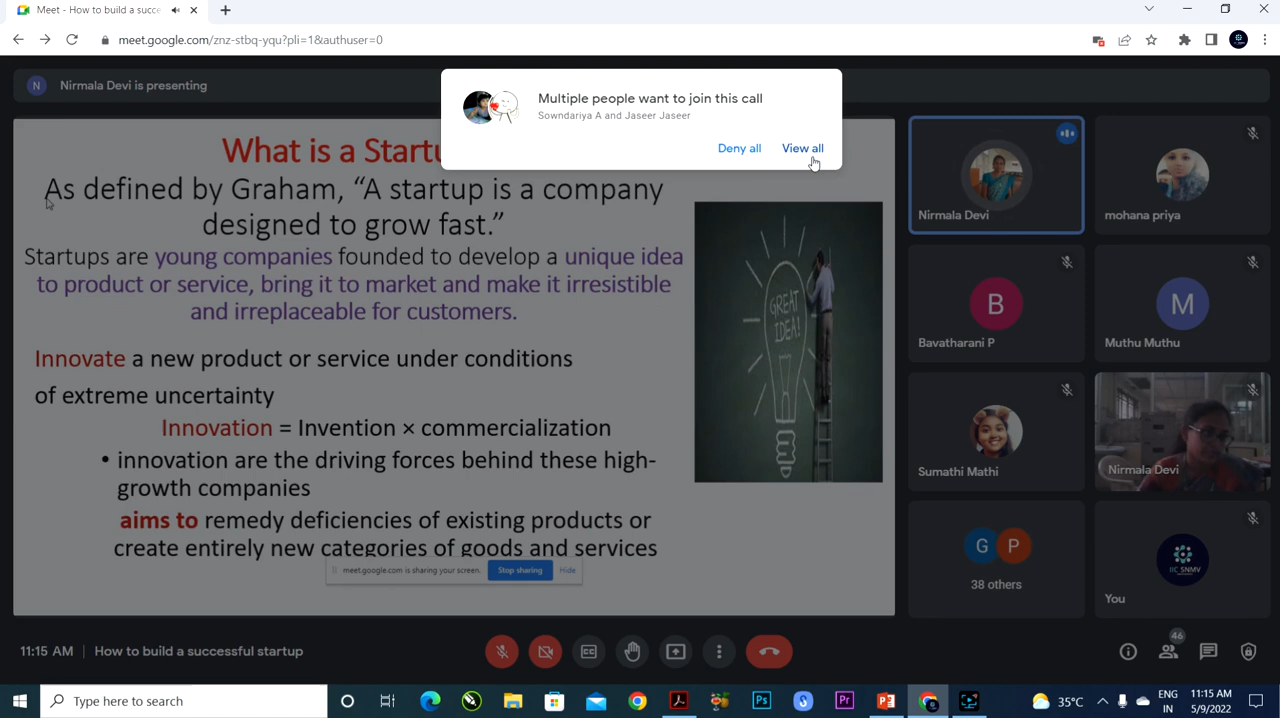 Meet - How to build a succe
meet.google.com/znz-stbq-yqu?pli=1&authuser=0
N Nirmala Devi is presenting
Multiple people want to join this call
Sowndariya A and Jaseer Jaseer
Deny all View all
What is a Startu
As defined by Graham, “A startup is a company
designed to grow fast.”
Startups are young companies founded to develop a unique idea
to product or service, bring it to market and make it irresistible
and irreplaceable for customers.
Innovate a new product or service under conditions
of extreme uncertainty
Innovation = Invention × commercialization
• innovation are the driving forces behind these high-
growth companies
aims to remedy deficiencies of existing products or
create entirely new categories of goods and services
GREAT
IDEA!
meet.google.com is sharing your screen. Stop sharing Hide
Nirmala Devi
mohana priya
B
Bavatharani P
M
Muthu Muthu
Sumathi Mathi
Nirmala Devi
G P
38 others
IIC SNMV
You
11:15 AM How to build a successful startup
46
Type here to search
Ps
S
Pr
35°C
ENG
IN
11:15 AM
5/9/2022